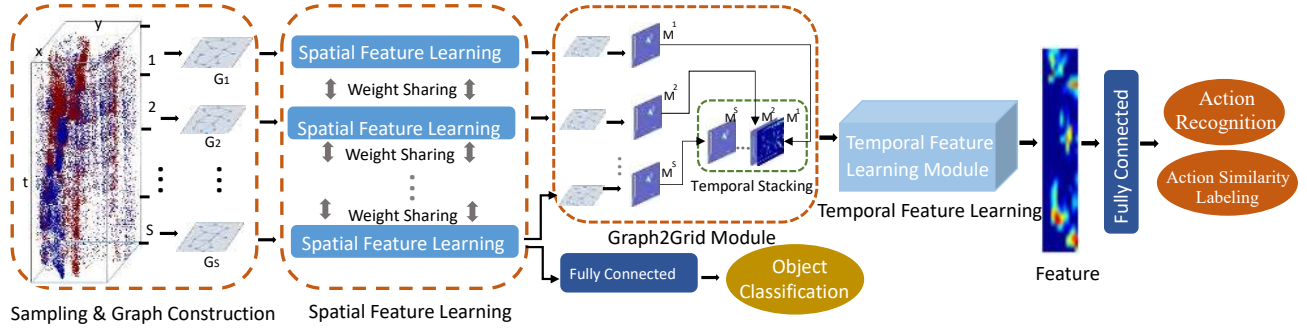 y
x
t
1
2
S
G1
G2
GS
Sampling & Graph Construction
Spatial Feature Learning
Weight Sharing
Spatial Feature Learning
Weight Sharing
Weight Sharing
Spatial Feature Learning
Spatial Feature Learning
M1
M2
MS
MS
M2
M1
Temporal Stacking
Graph2Grid Module
Fully Connected
Object
Classification
Temporal Feature
Learning Module
Temporal Feature Learning
Feature
Fully Connected
Action
Recognition
Action Similarity
Labeling